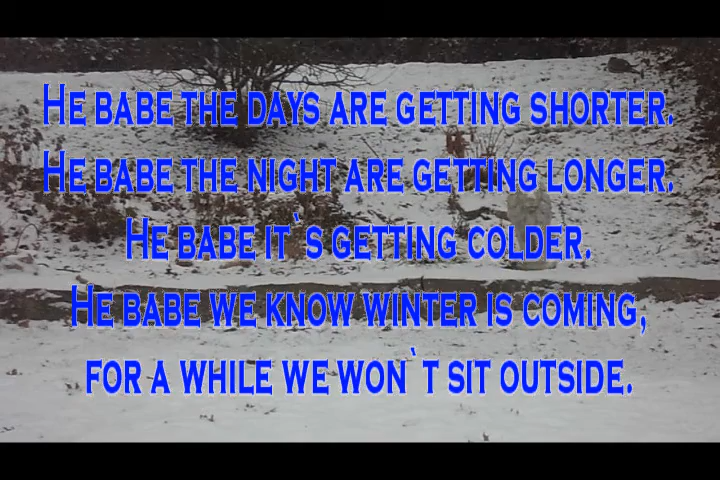 He babe the days are getting shorter.
He babe the night are getting longer.
He babe it`s getting colder.
He babe we know winter is coming,
for a while we won`t sit outside.